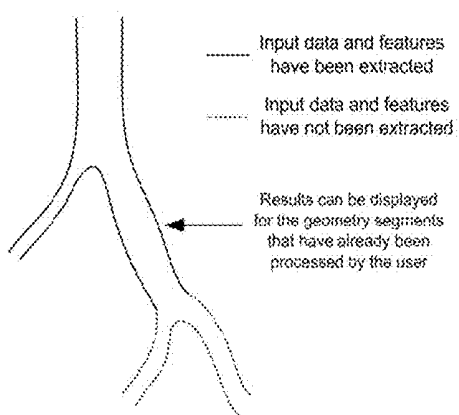 Input data and features
have been extracted
Input data and features
have not been extracted
Results can be displayed
for the geometry segments
that have already been
processed by the user